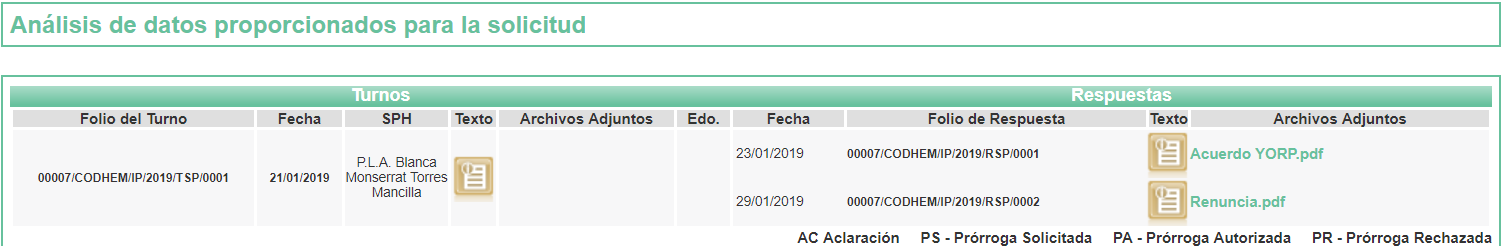 Análisis de datos proporcionados para la solicitud
Turnos Respuestas
Folio del Turno Fecha SPH Texto Archivos Adjuntos Edo. Fecha Folio de Respuesta Texto Archivos Adjuntos
00007/CODHEM/IP/2019/TSP/0001 21/01/2019 P.L.A. Blanca
Monserrat Torres
Mancilla
23/01/2019 00007/CODHEM/IP/2019/RSP/0001 Acuerdo YORP.pdf
29/01/2019 00007/CODHEM/IP/2019/RSP/0002 Renuncia.pdf
AC Aclaración PS - Prórroga Solicitada PA - Prórroga Autorizada PR - Prórroga Rechazada